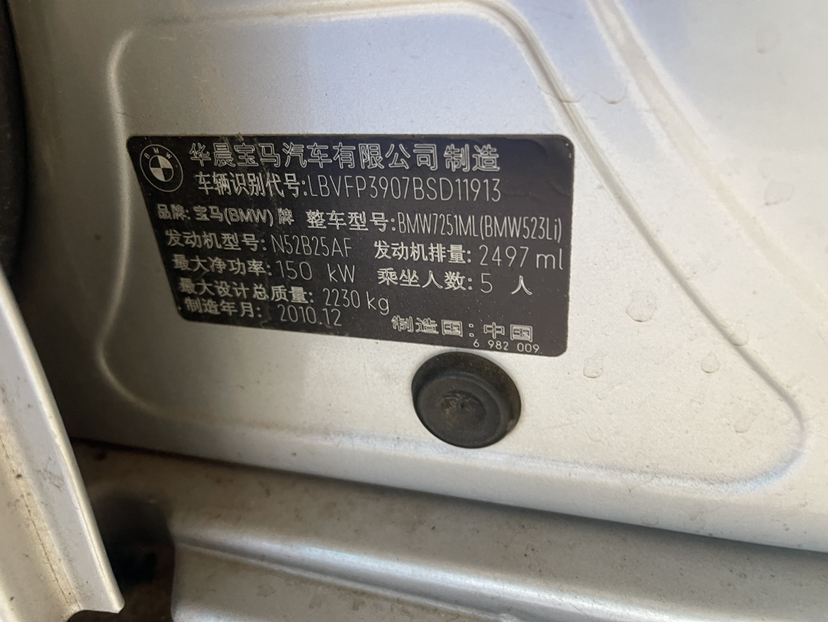 BMW
华晨宝马汽车有限公司 制造
车辆识别代号:LBVFP3907BSD11913
品牌: 宝马(BMW) 牌 整车型号:BMW7251ML(BMW523Li)
发动机型号: N52B25AF 发动机排量: 2497 ml
最大净功率: 150 kW 乘坐人数: 5 人
最大设计总质量: 2230 kg
制造年月: 2010.12 制造国: 中国
6 982 009